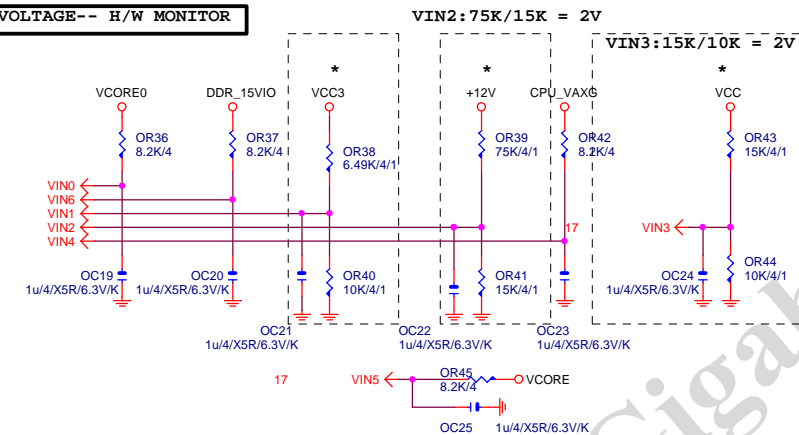 VOLTAGE-- H/W MONITOR
VIN2:75K/15K = 2V
VIN3:15K/10K = 2V
* * *
VCORE0 DDR_15VIO VCC3 +12V CPU_VAXG VCC
OR36 OR37 OR38 OR39 OR42 OR43
8.2K/4 8.2K/4 6.49K/4/1 75K/4/1 8.2K/4 15K/4/1
VIN0
VIN6
VIN1
VIN2 17 VIN3
VIN4
OC19 OC20 OR40 OR41 OC24 OR44
1u/4/X5R/6.3V/K 1u/4/X5R/6.3V/K 10K/4/1 15K/4/1 1u/4/X5R/6.3V/K 10K/4/1
OC21 OC22 OC23
1u/4/X5R/6.3V/K 1u/4/X5R/6.3V/K 1u/4/X5R/6.3V/K
17 VIN5 OR45 VCORE
8.2K/4
OC25 1u/4/X5R/6.3V/K